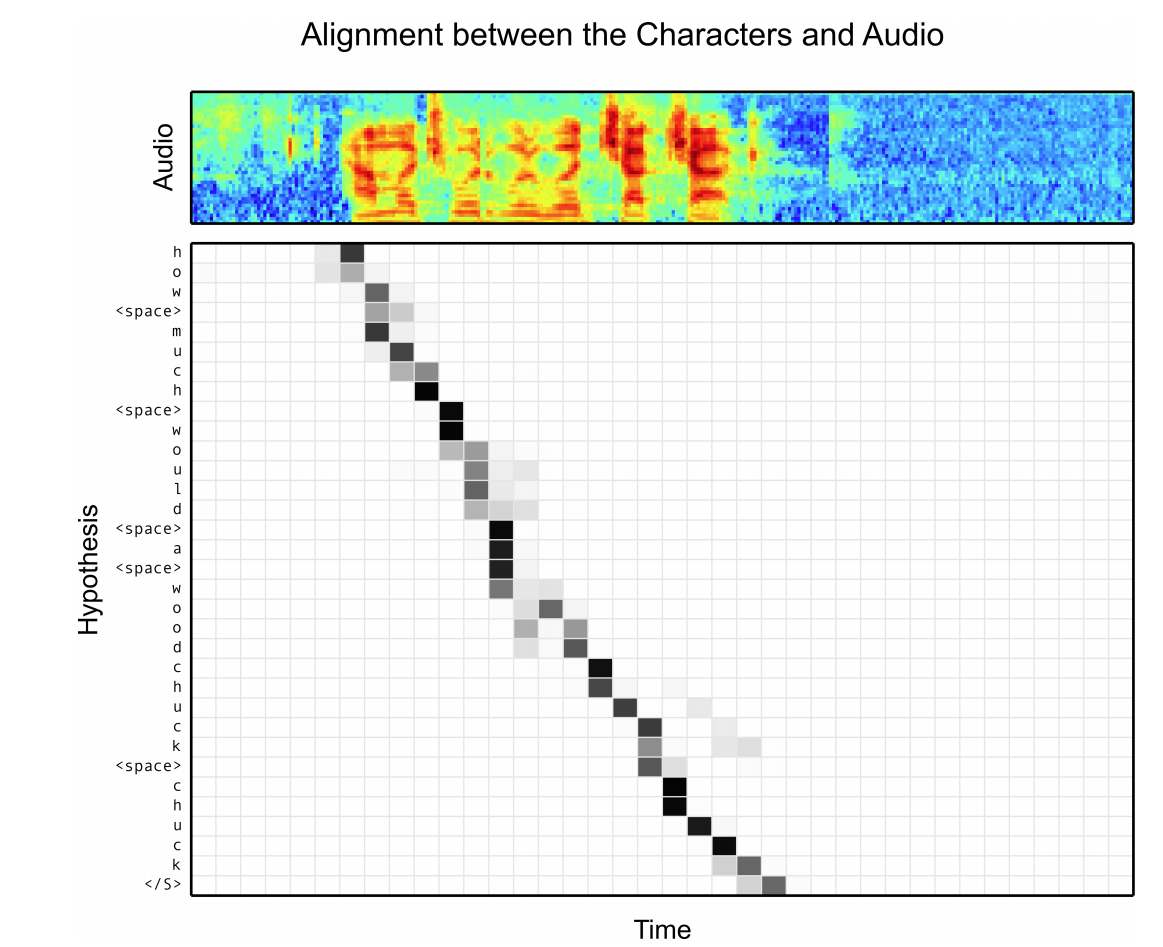 Alignment between the Characters and Audio
Audio
Hypothesis
h
o
w
<space>
m
u
c
h
<space>
w
o
u
l
d
<space>
a
<space>
w
o
o
d
c
h
u
c
k
<space>
c
h
u
c
k
</S>
Time